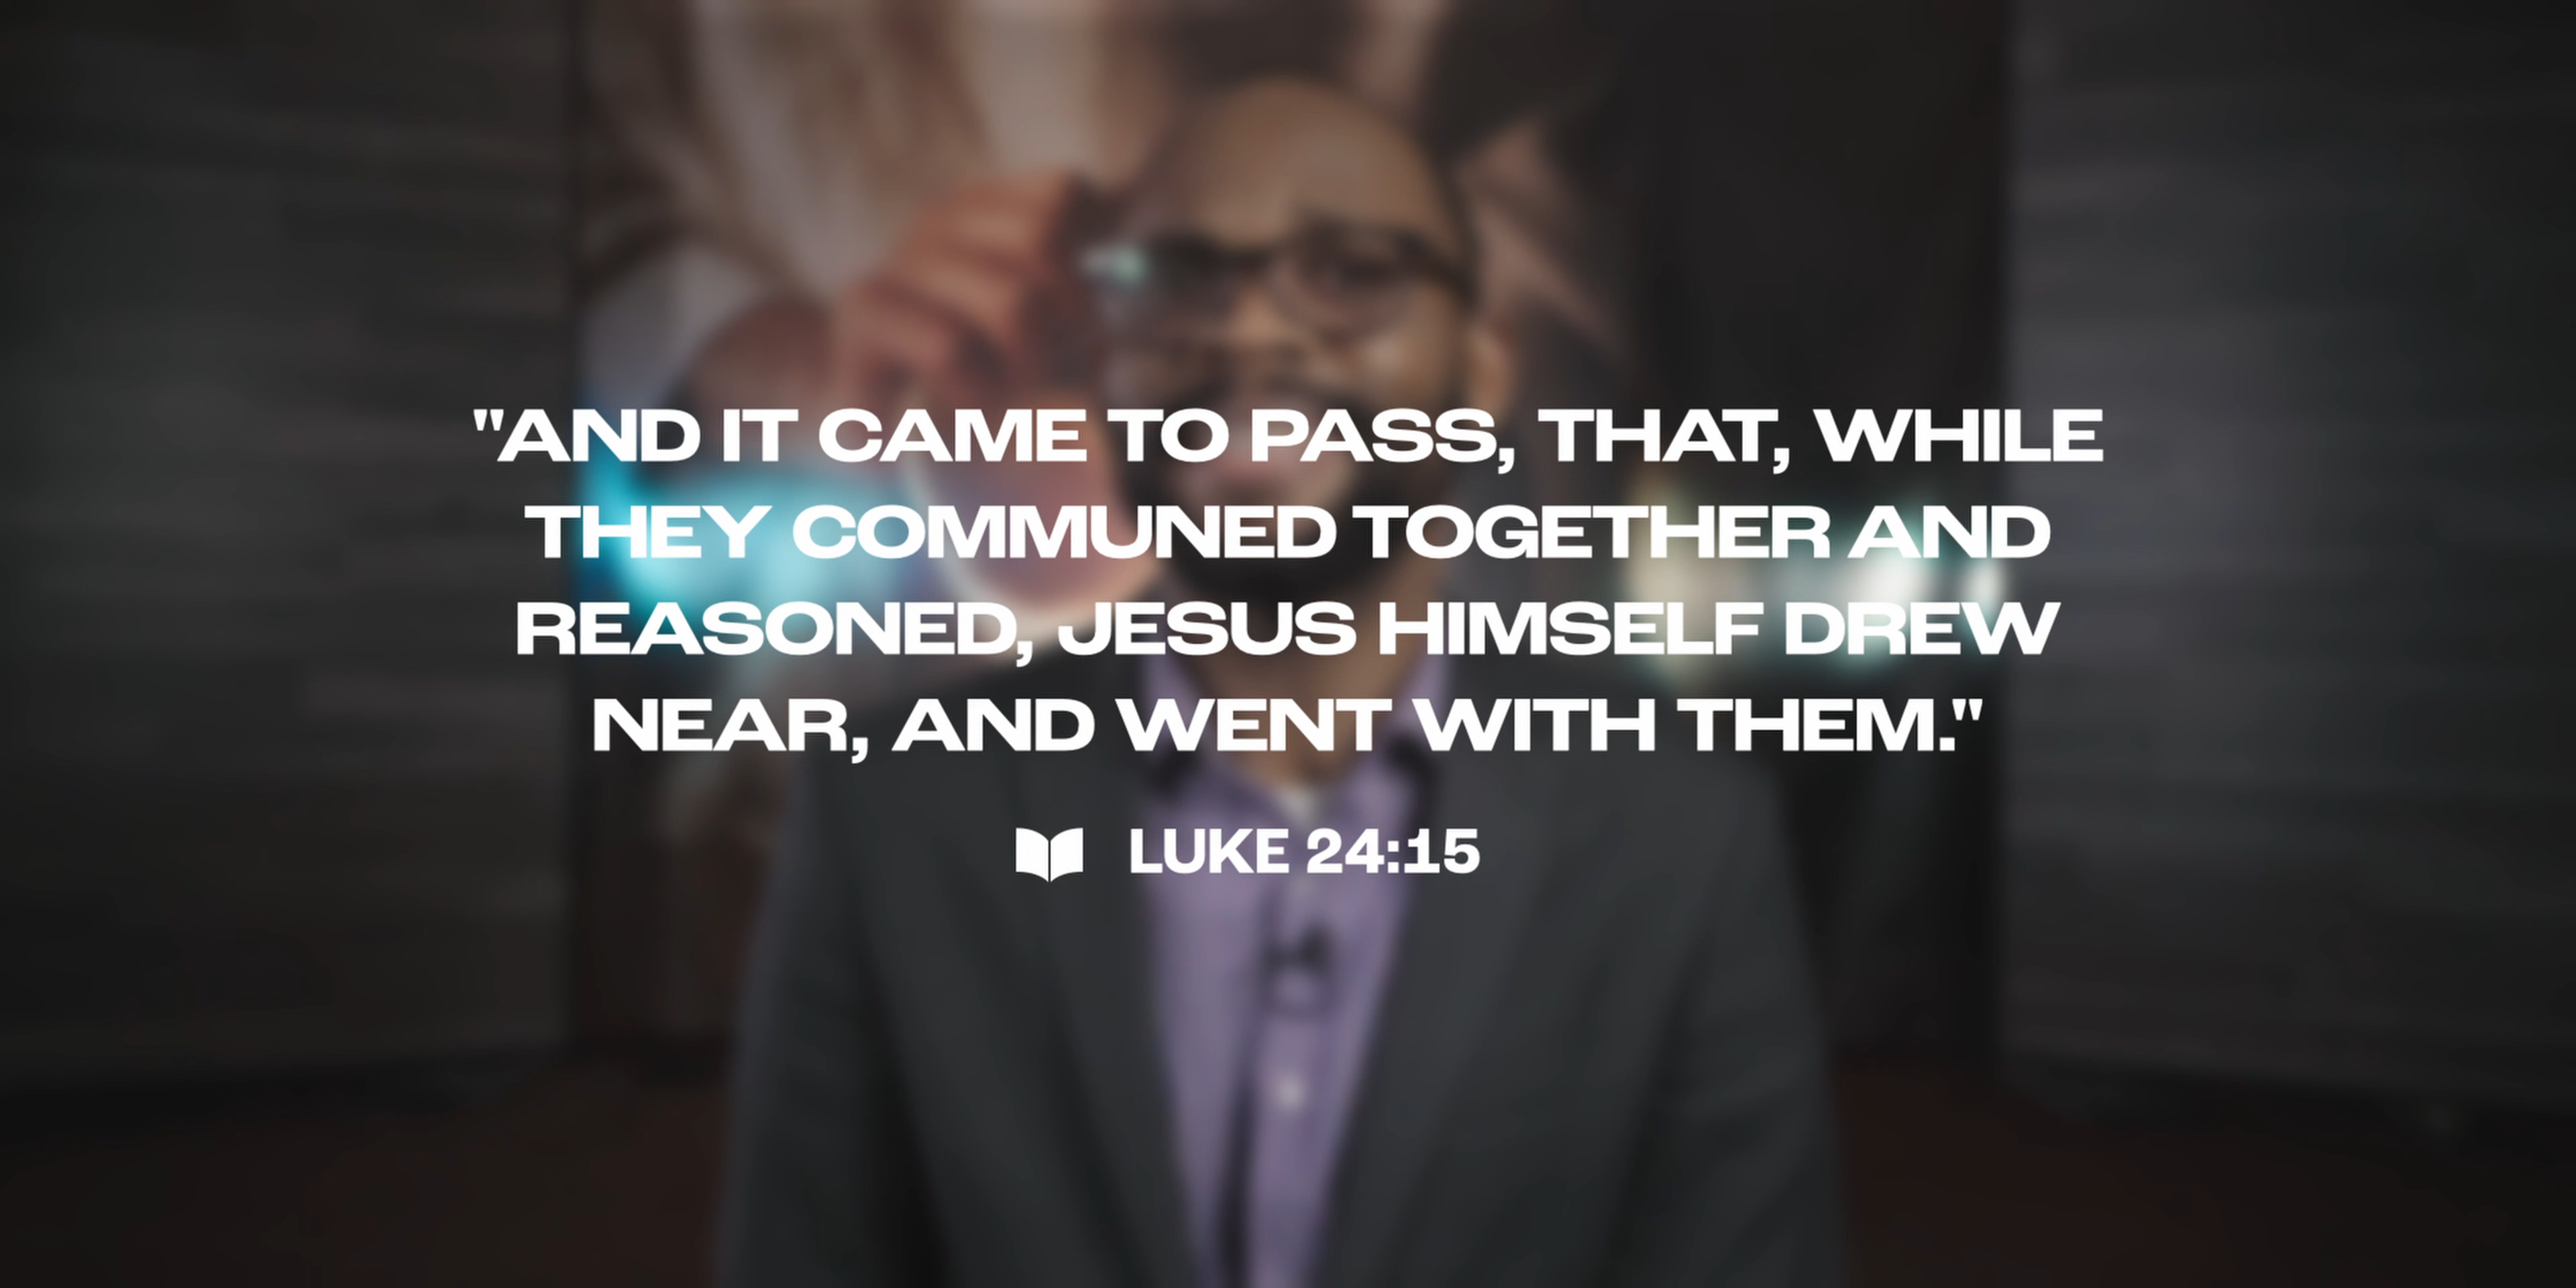 "AND IT CAME TO PASS, THAT, WHILE
THEY COMMUNED TOGETHER AND
REASONED, JESUS HIMSELF DREW
NEAR, AND WENT WITH THEM."
LUKE 24:15